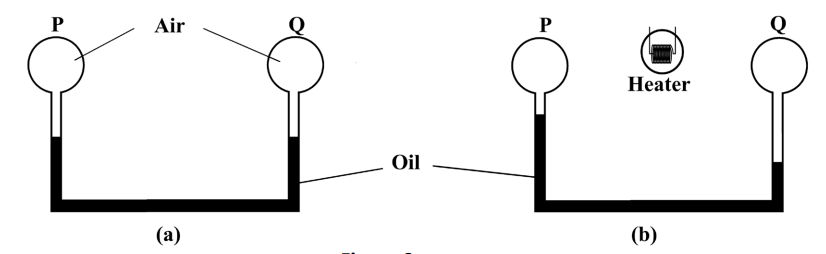 P Air Q P Q
Heater
Oil
(a) (b)